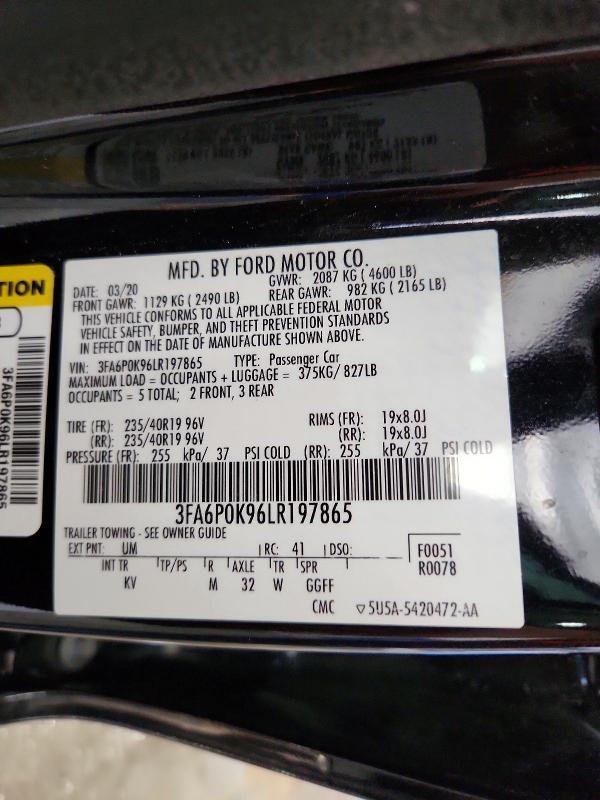 MFD. BY FORD MOTOR CO.
DATE: 03/20 GVWR: 2087 KG ( 4600 LB)
FRONT GAWR: 1129 KG ( 2490 LB) REAR GAWR: 982 KG ( 2165 LB)
THIS VEHICLE CONFORMS TO ALL APPLICABLE FEDERAL MOTOR
VEHICLE SAFETY, BUMPER, AND THEFT PREVENTION STANDARDS
IN EFFECT ON THE DATE OF MANUFACTURE SHOWN ABOVE.
VIN: 3FA6P0K96LR197865 TYPE: Passenger Car
MAXIMUM LOAD = OCCUPANTS + LUGGAGE = 375KG/ 827LB
OCCUPANTS = 5 TOTAL; 2 FRONT, 3 REAR
TIRE (FR): 235/40R19 96V RIMS (FR): 19x8.0J
(RR): 235/40R19 96V (RR): 19x8.0J
PRESSURE (FR): 255 kPa/ 37 PSI COLD (RR): 255 kPa/ 37 PSI COLD
3FA6P0K96LR197865
TRAILER TOWING - SEE OWNER GUIDE
EXT PNT: UM RC: 41 DSO: F0051
INT TR TP/PS R AXLE TR SPR R0078
KV M 32 W GGFF
CMC ▽5U5A-5420472-AA
TION
3FA6P0K96LR197865